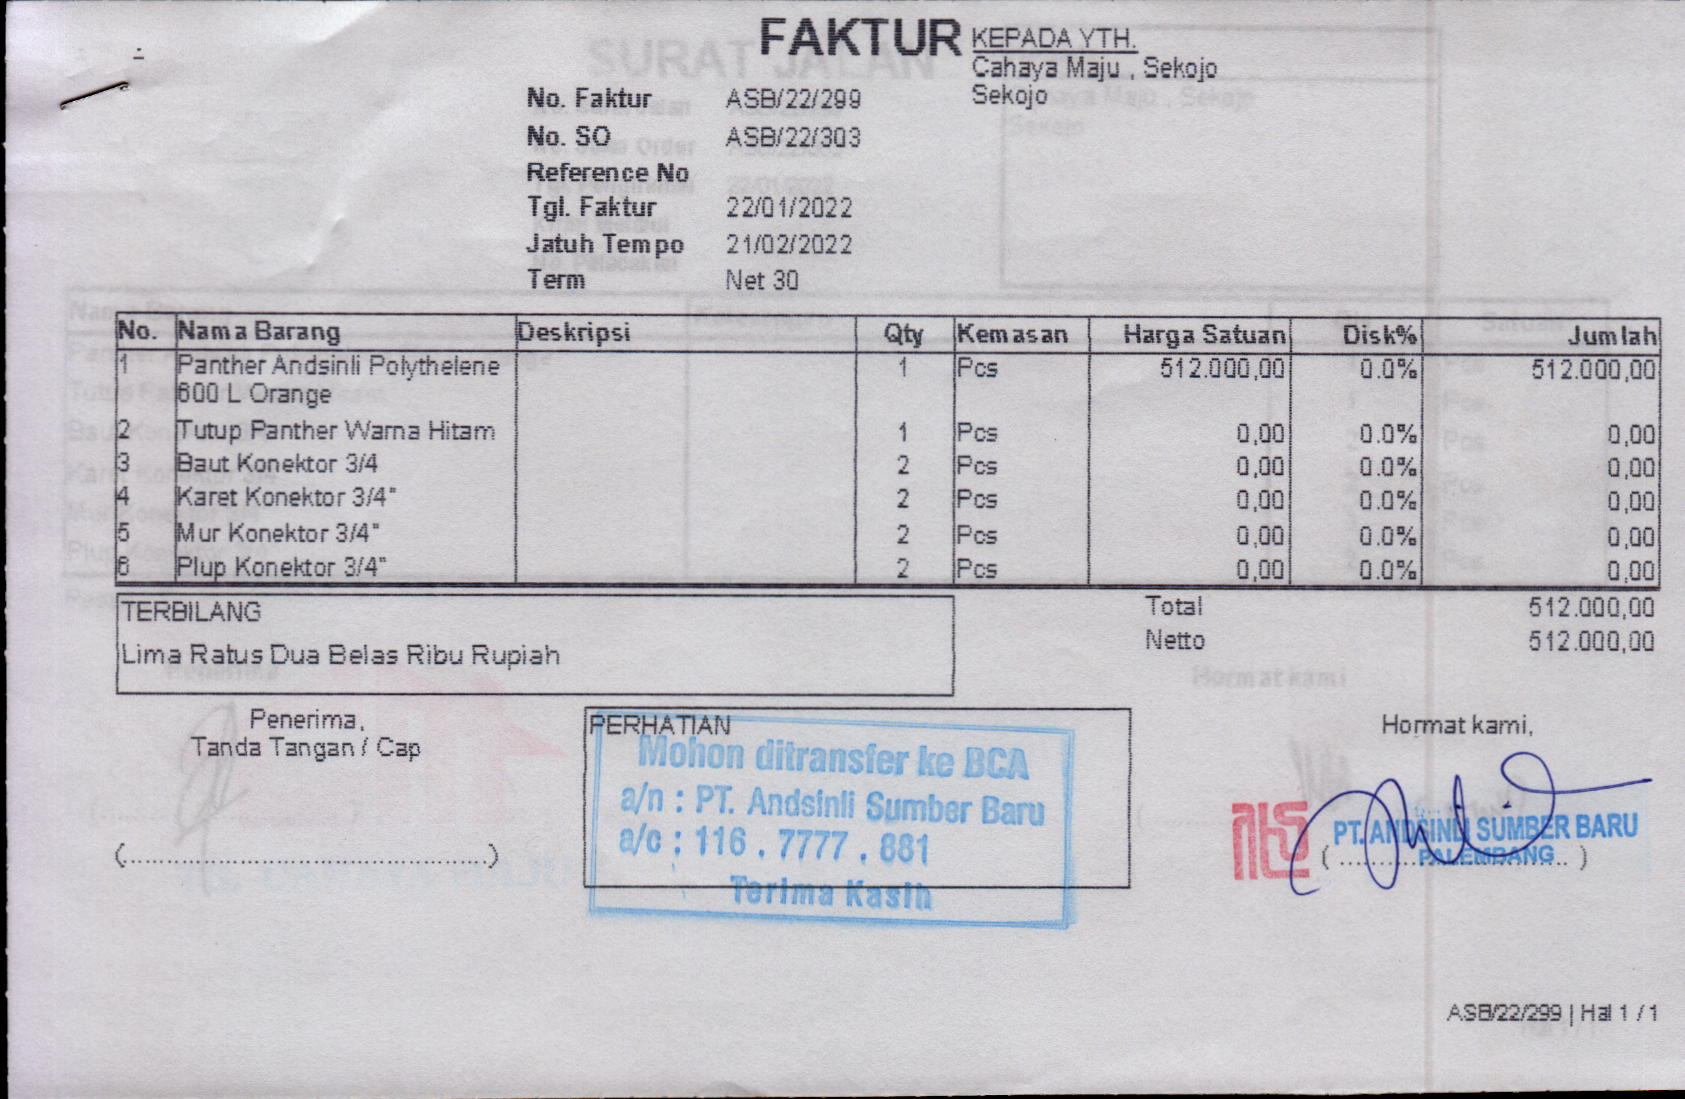 FAKTUR
KEPADA YTH.
Cahaya Maju , Sekojo
Sekojo
No. Faktur ASB/22/299
No. SO ASB/22/303
Reference No
Tgl. Faktur 22/01/2022
Jatuh Tempo 21/02/2022
Term Net 30
No. Nama Barang Deskripsi Qty Kemasan Harga Satuan Disk% Jumlah
1 Panther Andsinli Polythelene 1 Pcs 512.000,00 0.0% 512.000,00
600 L Orange
2 Tutup Panther Warna Hitam 1 Pcs 0,00 0.0% 0,00
3 Baut Konektor 3/4 2 Pcs 0,00 0.0% 0,00
4 Karet Konektor 3/4" 2 Pcs 0,00 0.0% 0,00
5 Mur Konektor 3/4" 2 Pcs 0,00 0.0% 0,00
6 Plup Konektor 3/4" 2 Pcs 0,00 0.0% 0,00
TERBILANG
Lima Ratus Dua Belas Ribu Rupiah
Total 512.000,00
Netto 512.000,00
Penerima,
Tanda Tangan / Cap
(..................................................)
PERHATIAN
Mohon ditransfer ke BCA
a/n : PT. Andsinli Sumber Baru
a/c : 116 . 7777 . 881
Terima Kasih
Hormat kami,
PT. ANDSINLI SUMBER BARU
PALEMBANG
ASB/22/299 | Hal 1 / 1